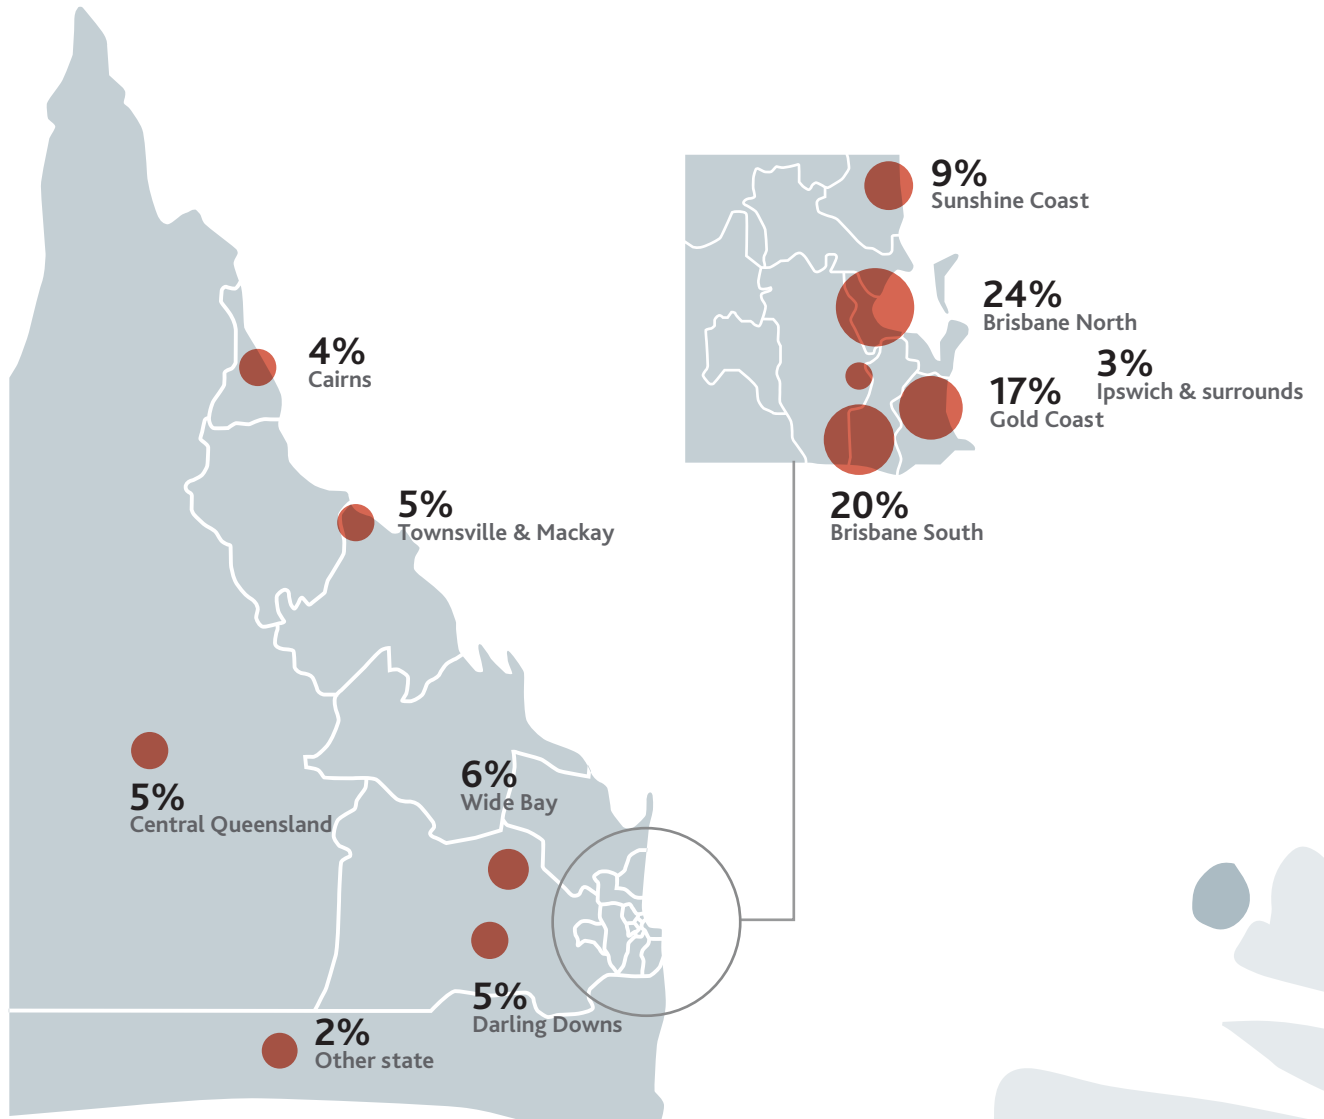 9%
Sunshine Coast
24%
Brisbane North
3%
Ipswich & surrounds
17%
Gold Coast
20%
Brisbane South
4%
Cairns
5%
Townsville & Mackay
6%
Wide Bay
5%
Central Queensland
5%
Darling Downs
2%
Other state